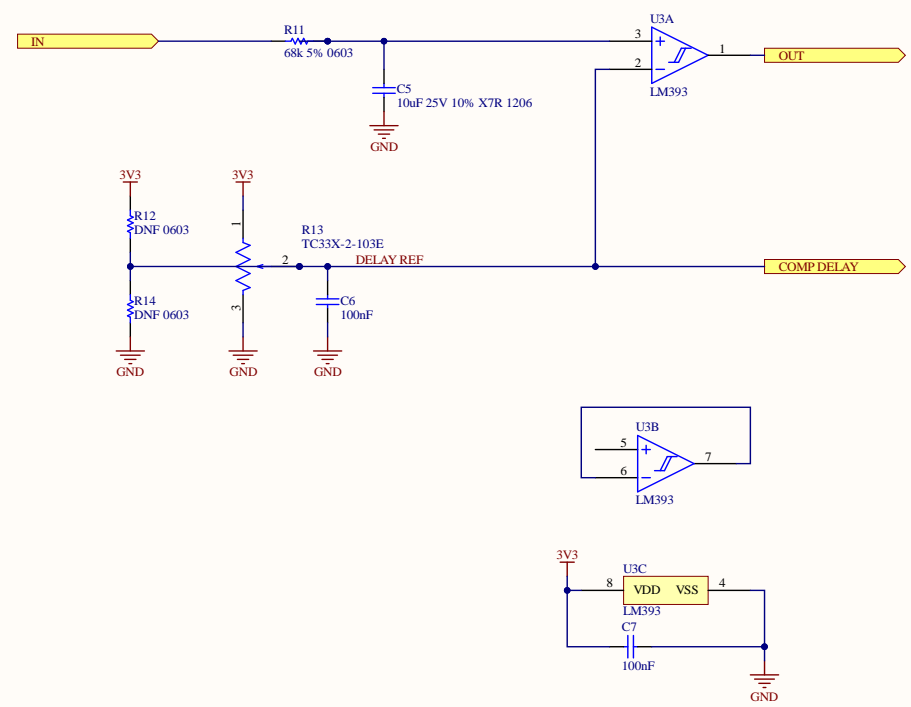 IN
R11
68k 5% 0603
C5
10uF 25V 10% X7R 1206
GND
U3A
3
2
1
LM393
OUT
3V3
3V3
R12
DNF 0603
1
R13
TC33X-2-103E
2
DELAY REF
COMP DELAY
R14
DNF 0603
3
C6
100nF
GND
GND
GND
U3B
5
6
7
LM393
3V3
U3C
8
VDD VSS
4
LM393
C7
100nF
GND